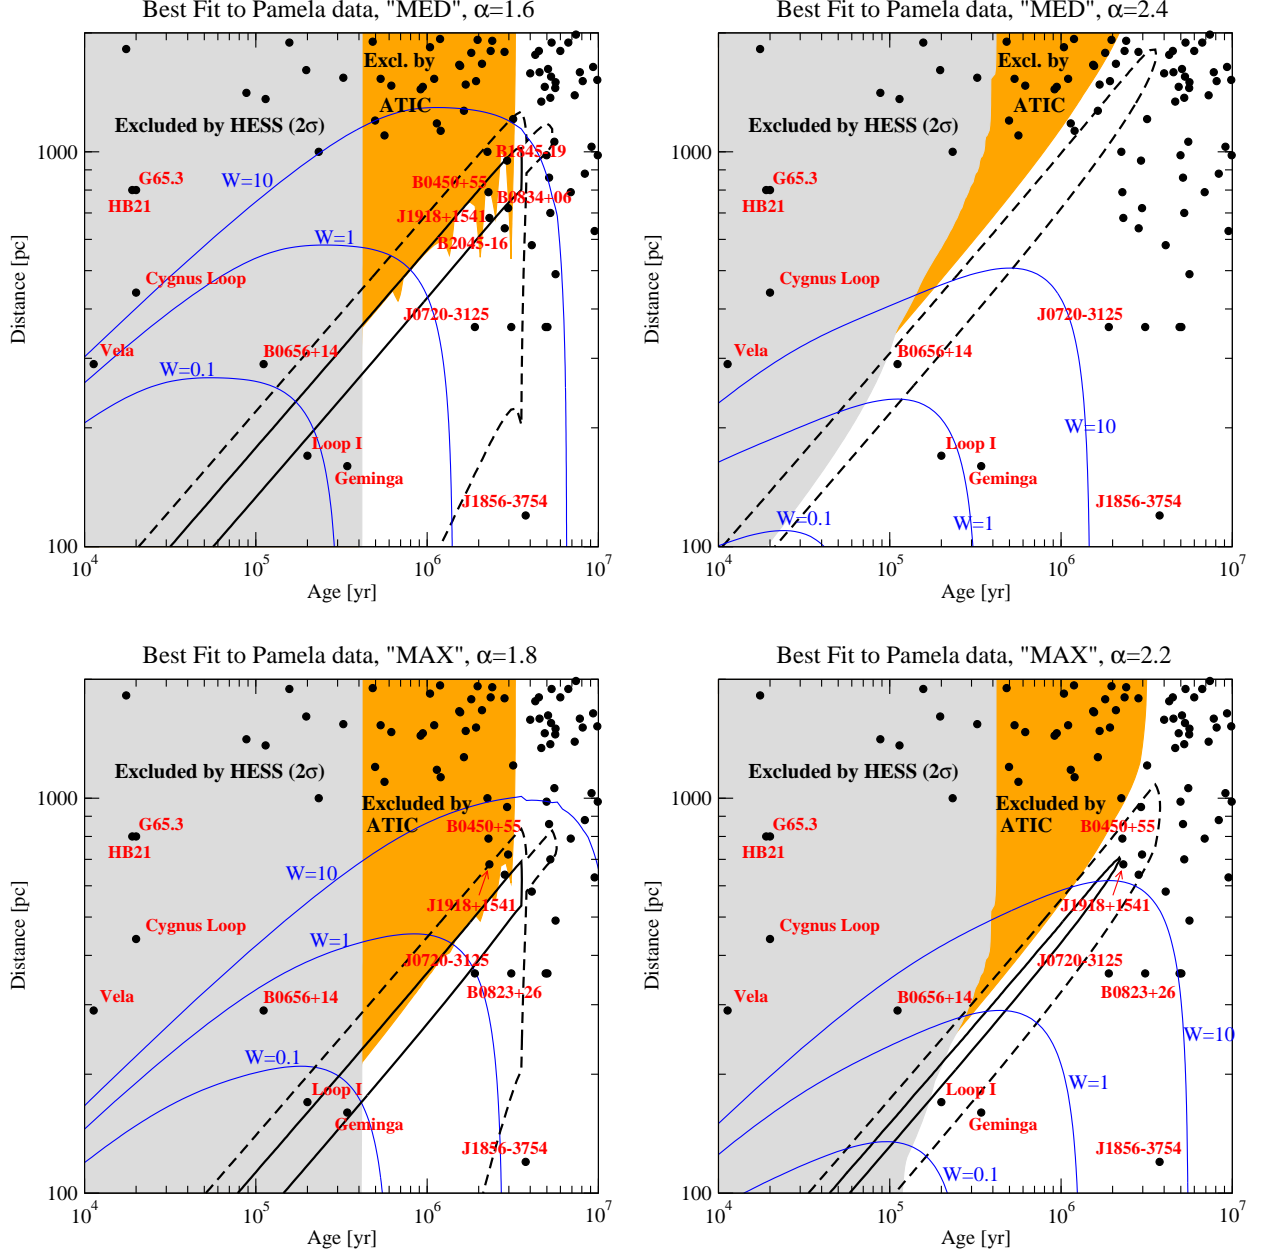 Best Fit to Pamela data, "MED", α=1.6
Excl. by
ATIC
Excluded by HESS (2σ)
1000
B1845-19
W=10
G65.3
B0450+55
HB21
B0834+06
J1918+1541
W=1
B2045-16
Cygnus Loop
Distance [pc]
J0720-3125
Vela
B0656+14
W=0.1
Loop I
Geminga
J1856-3754
100
10^4 10^5 10^6 10^7
Age [yr]
Best Fit to Pamela data, "MED", α=2.4
Excl. by
ATIC
Excluded by HESS (2σ)
1000
G65.3
HB21
Cygnus Loop
Distance [pc]
J0720-3125
Vela
B0656+14
W=10
Loop I
Geminga
J1856-3754
W=0.1
W=1
100
10^4 10^5 10^6 10^7
Age [yr]
Best Fit to Pamela data, "MAX", α=1.8
Excluded by HESS (2σ)
1000
Excluded by
ATIC
G65.3
B0450+55
HB21
W=10
J1918+1541
Cygnus Loop
W=1
Distance [pc]
J0720-3125
B0823+26
Vela
B0656+14
W=0.1
Loop I
Geminga
J1856-3754
100
10^4 10^5 10^6 10^7
Age [yr]
Best Fit to Pamela data, "MAX", α=2.2
Excluded by HESS (2σ)
1000
Excluded by
ATIC
G65.3
B0450+55
HB21
J1918+1541
Cygnus Loop
Distance [pc]
J0720-3125
B0823+26
Vela
B0656+14
W=10
W=1
Loop I
Geminga
J1856-3754
W=0.1
100
10^4 10^5 10^6 10^7
Age [yr]